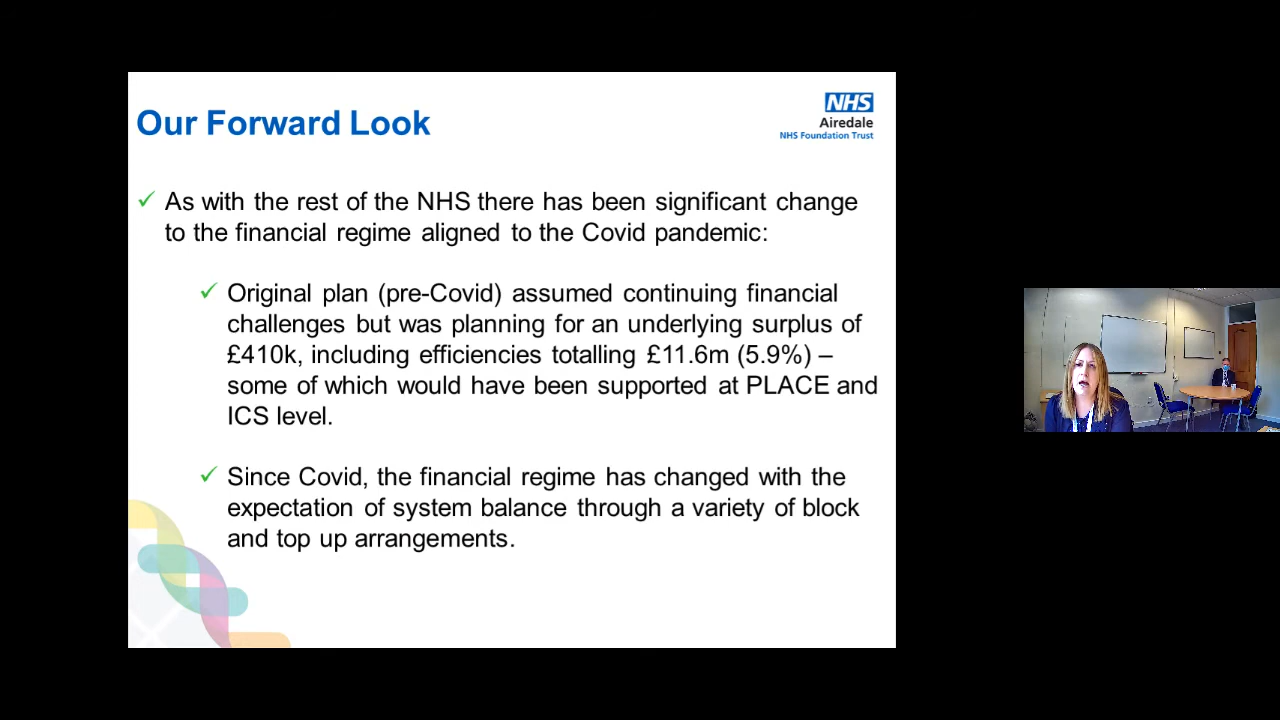 Our Forward Look
NHS
Airedale
NHS Foundation Trust
As with the rest of the NHS there has been significant change
to the financial regime aligned to the Covid pandemic:
Original plan (pre-Covid) assumed continuing financial
challenges but was planning for an underlying surplus of
£410k, including efficiencies totalling £11.6m (5.9%) –
some of which would have been supported at PLACE and
ICS level.
Since Covid, the financial regime has changed with the
expectation of system balance through a variety of block
and top up arrangements.